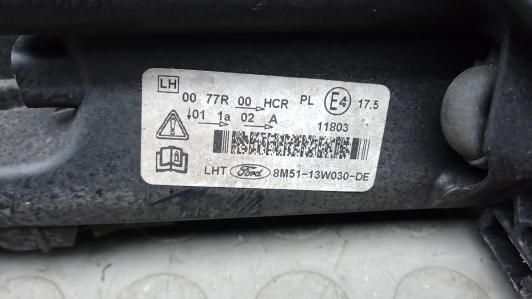 LH
00 77R 00 HCR PL E4 17.5
01 1a 02 A 11803
LHT Ford 8M51-13W030-DE